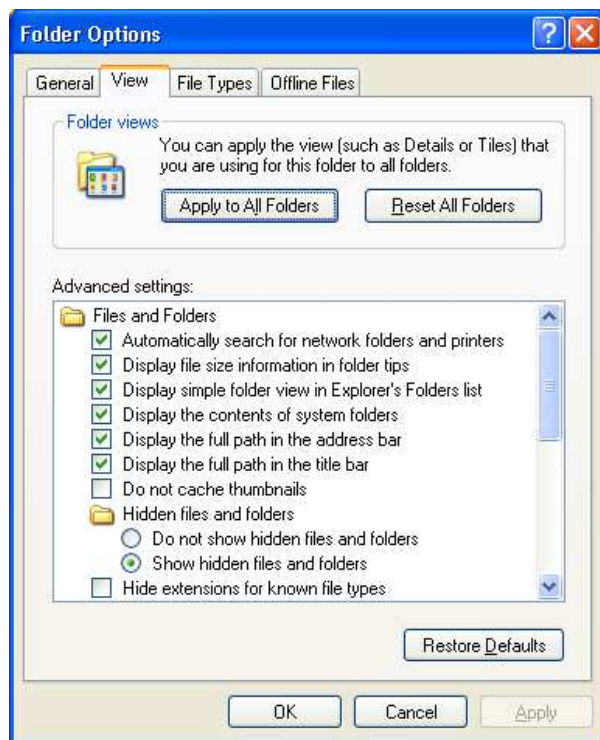 Folder Options
?
General View File Types Offline Files
Folder views
You can apply the view (such as Details or Tiles) that
you are using for this folder to all folders.
Apply to All Folders Reset All Folders
Advanced settings:
Files and Folders
Automatically search for network folders and printers
Display file size information in folder tips
Display simple folder view in Explorer's Folders list
Display the contents of system folders
Display the full path in the address bar
Display the full path in the title bar
Do not cache thumbnails
Hidden files and folders
Do not show hidden files and folders
Show hidden files and folders
Hide extensions for known file types
Restore Defaults
OK Cancel Apply